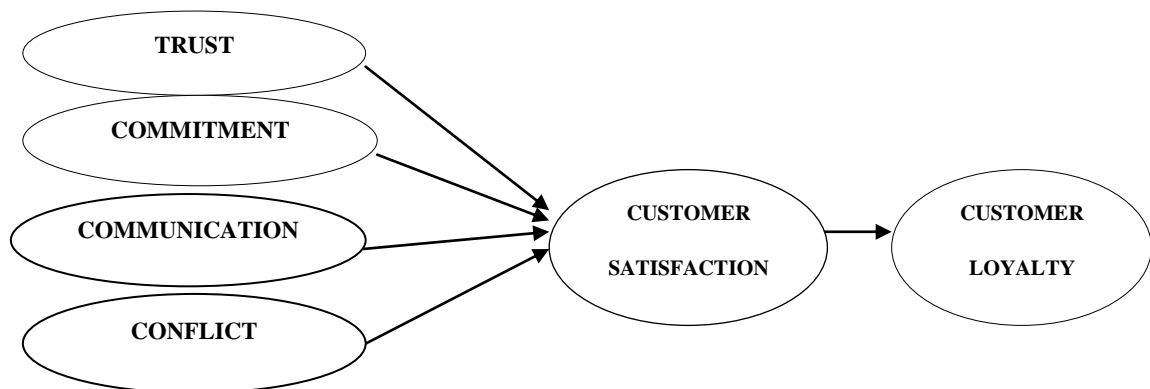 TRUST
COMMITMENT
COMMUNICATION
CONFLICT
CUSTOMER
SATISFACTION
CUSTOMER
LOYALTY